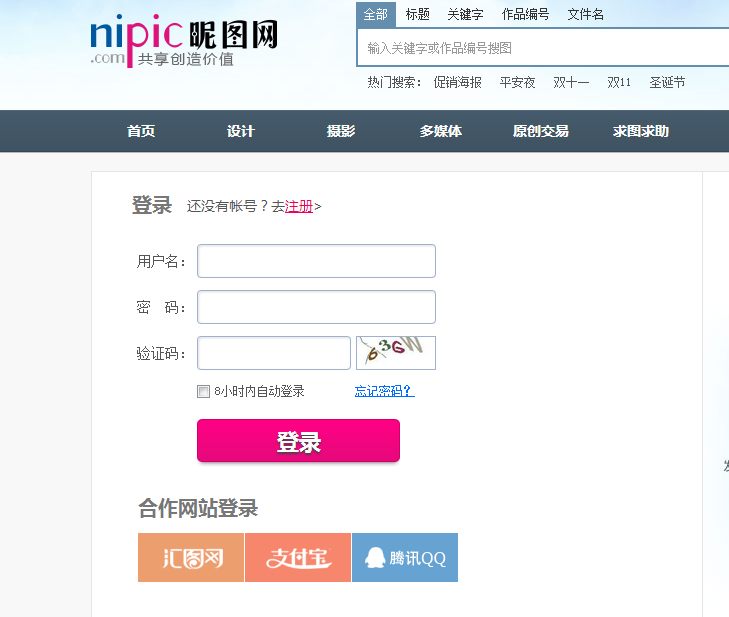 全部 标题 关键字 作品编号 文件名
nipic 昵图网
.com 共享创造价值
输入关键字或作品编号搜图
热门搜索： 促销海报 平安夜 双十一 双11 圣诞节
首页 设计 摄影 多媒体 原创交易 求图求助
登录 还没有帐号？去注册>
用户名：
密 码：
验证码：
63GW
8小时内自动登录 忘记密码？
登录
合作网站登录
汇图网 支付宝 腾讯QQ